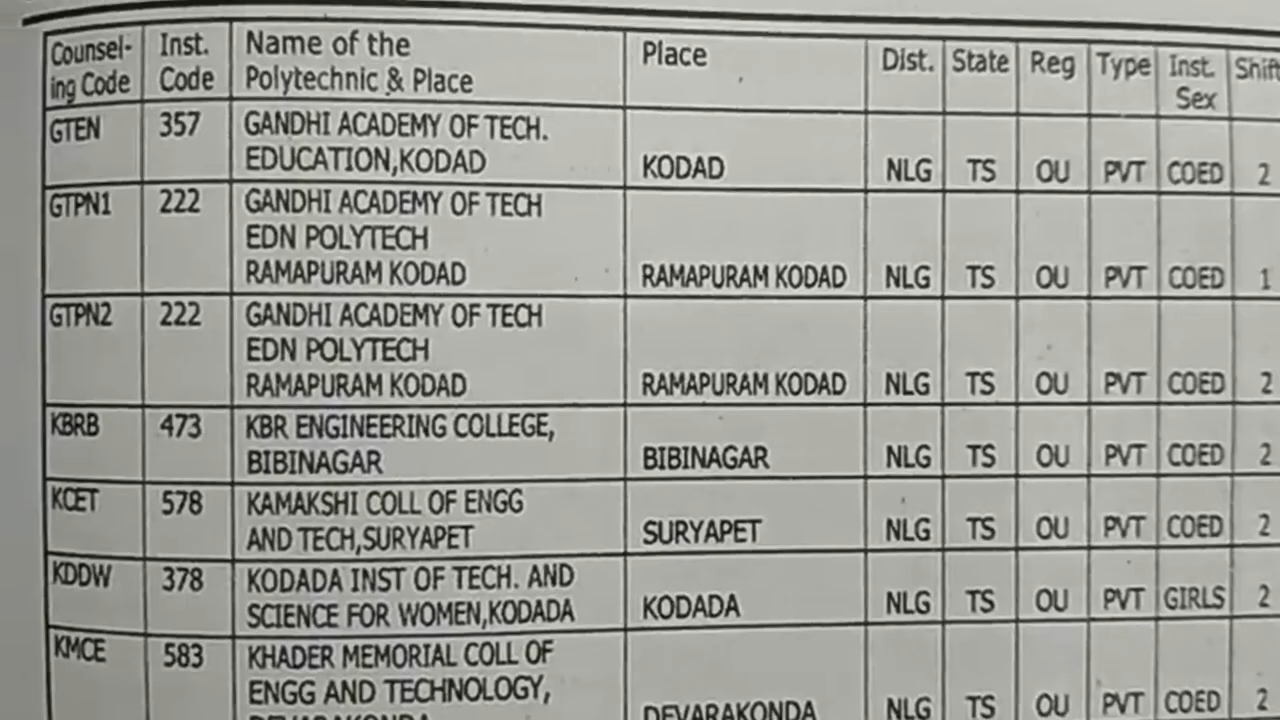 Counsel-
ing Code
Inst.
Code
Name of the
Polytechnic & Place
Place
Dist.
State
Reg
Type
Inst.
Sex
Shift
GTEN 357 GANDHI ACADEMY OF TECH.
EDUCATION,KODAD KODAD NLG TS OU PVT COED 2
GTPN1 222 GANDHI ACADEMY OF TECH
EDN POLYTECH
RAMAPURAM KODAD RAMAPURAM KODAD NLG TS OU PVT COED 1
GTPN2 222 GANDHI ACADEMY OF TECH
EDN POLYTECH
RAMAPURAM KODAD RAMAPURAM KODAD NLG TS OU PVT COED 2
KBRB 473 KBR ENGINEERING COLLEGE,
BIBINAGAR BIBINAGAR NLG TS OU PVT COED 2
KCET 578 KAMAKSHI COLL OF ENGG
AND TECH,SURYAPET SURYAPET NLG TS OU PVT COED 2
KDDW 378 KODADA INST OF TECH. AND
SCIENCE FOR WOMEN,KODADA KODADA NLG TS OU PVT GIRLS 2
KMCE 583 KHADER MEMORIAL COLL OF
ENGG AND TECHNOLOGY,
DEVARAKONDA DEVARAKONDA NLG TS OU PVT COED 2